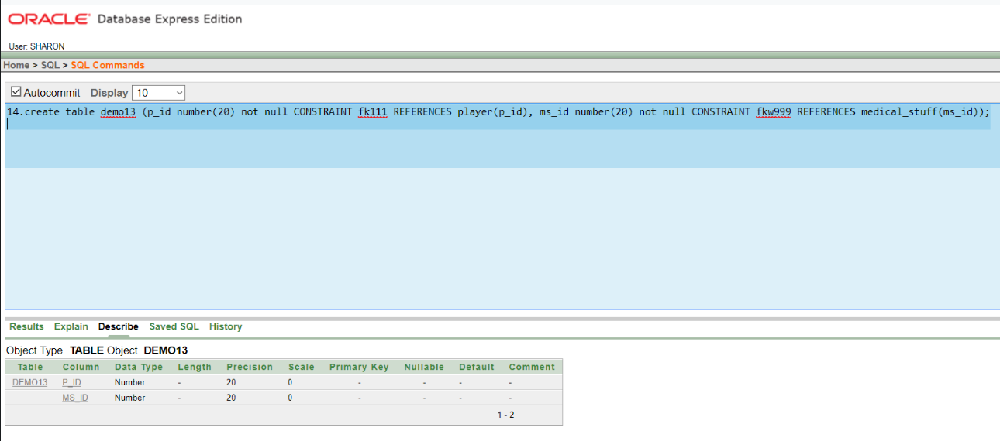 ORACLE Database Express Edition
User: SHARON
Home > SQL > SQL Commands
Autocommit Display 10
14.create table demo13 (p_id number(20) not null CONSTRAINT fk111 REFERENCES player(p_id), ms_id number(20) not null CONSTRAINT fkw999 REFERENCES medical_stuff(ms_id));
Results Explain Describe Saved SQL History
Object Type TABLE Object DEMO13
Table Column Data Type Length Precision Scale Primary Key Nullable Default Comment
DEMO13 P_ID Number - 20 0 - - - -
MS_ID Number - 20 0 - - - -
1 - 2